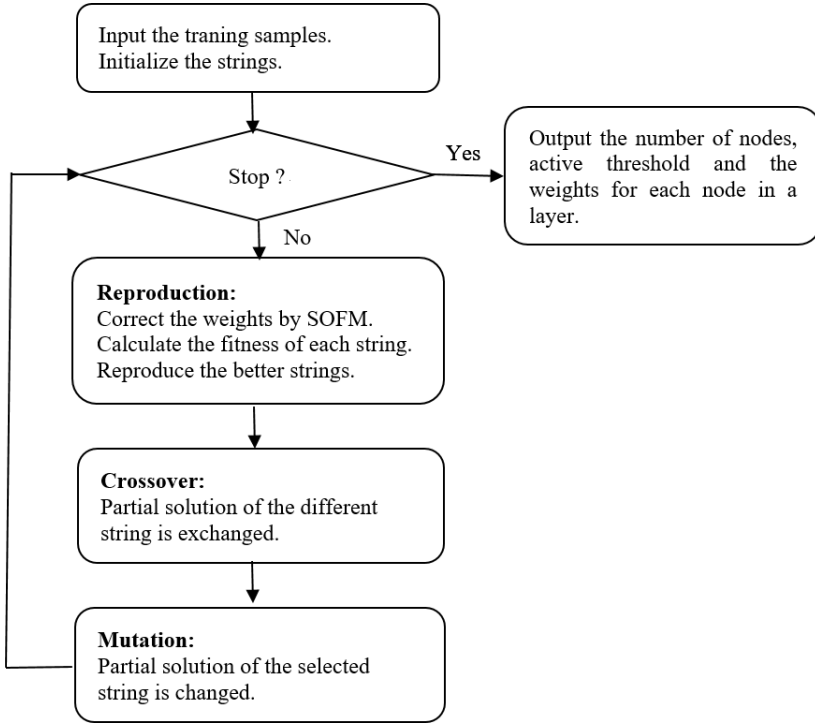 Input the traning samples.
Initialize the strings.
Stop ?
Yes
Output the number of nodes,
active threshold and the
weights for each node in a
layer.
No
Reproduction:
Correct the weights by SOFM.
Calculate the fitness of each string.
Reproduce the better strings.
Crossover:
Partial solution of the different
string is exchanged.
Mutation:
Partial solution of the selected
string is changed.